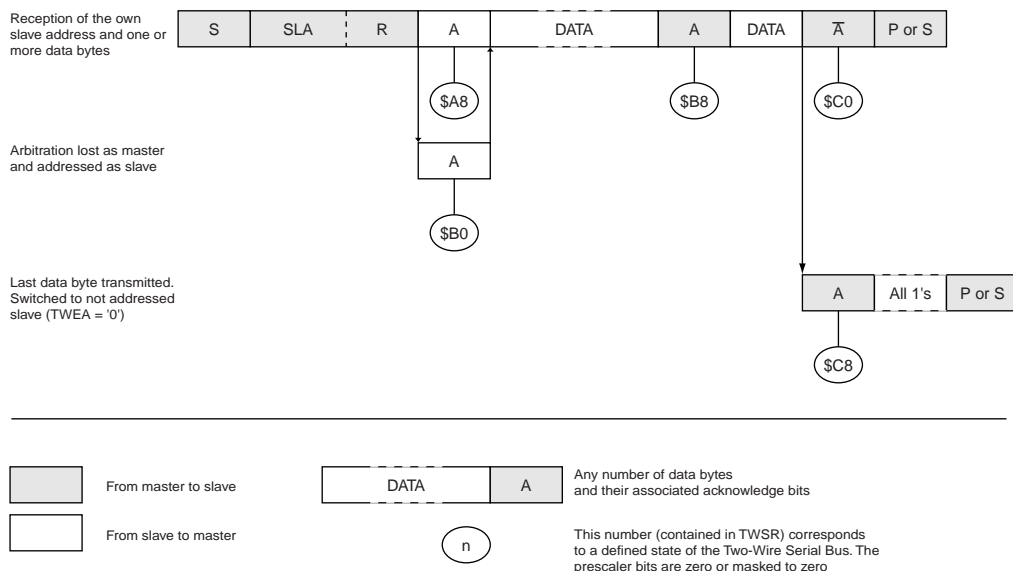 Reception of the own
slave address and one or
more data bytes
S SLA R A DATA A DATA A̅ P or S
$A8 $B8 $C0
Arbitration lost as master
and addressed as slave
A
$B0
Last data byte transmitted.
Switched to not addressed
slave (TWEA = '0')
A All 1's P or S
$C8
From master to slave
DATA A
Any number of data bytes
and their associated acknowledge bits
From slave to master
n
This number (contained in TWSR) corresponds
to a defined state of the Two-Wire Serial Bus. The
prescaler bits are zero or masked to zero